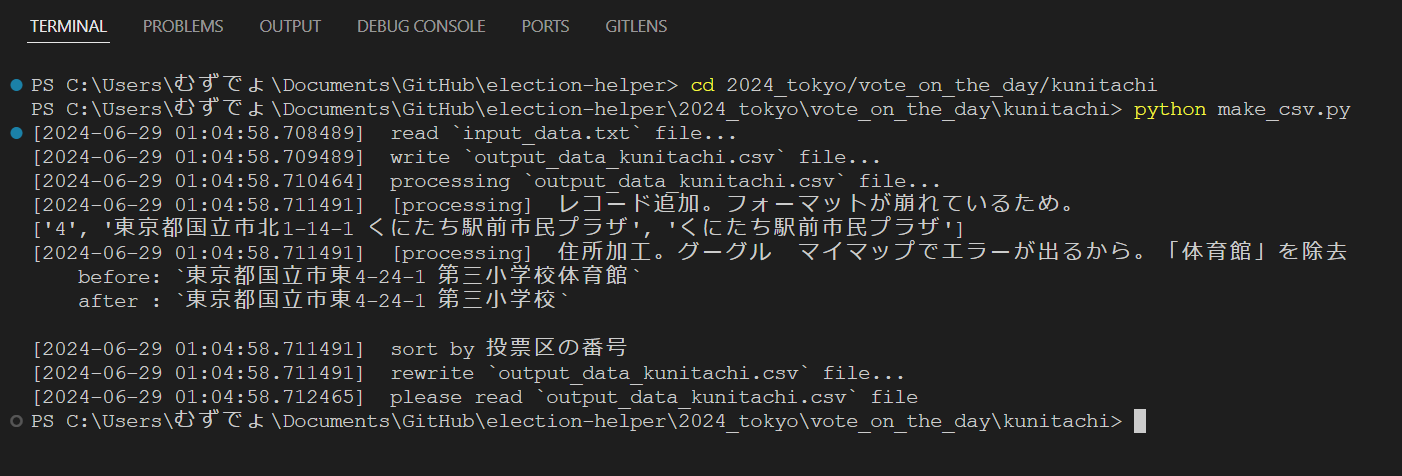 TERMINAL PROBLEMS OUTPUT DEBUG CONSOLE PORTS GITLENS
PS C:\Users\むずでょ\Documents\GitHub\election-helper> cd 2024_tokyo/vote_on_the_day/kunitachi
PS C:\Users\むずでょ\Documents\GitHub\election-helper\2024_tokyo\vote_on_the_day\kunitachi> python make_csv.py
[2024-06-29 01:04:58.708489] read `input_data.txt` file...
[2024-06-29 01:04:58.709489] write `output_data_kunitachi.csv` file...
[2024-06-29 01:04:58.710464] processing `output_data_kunitachi.csv` file...
[2024-06-29 01:04:58.711491] [processing] レコード追加。フォーマットが崩れているため。
['4', '東京都国立市北1-14-1 くにたち駅前市民プラザ', 'くにたち駅前市民プラザ']
[2024-06-29 01:04:58.711491] [processing] 住所加工。グーグル　マイマップでエラーが出るから。「体育館」を除去
before: `東京都国立市東4-24-1 第三小学校体育館`
after : `東京都国立市東4-24-1 第三小学校`
[2024-06-29 01:04:58.711491] sort by 投票区の番号
[2024-06-29 01:04:58.711491] rewrite `output_data_kunitachi.csv` file...
[2024-06-29 01:04:58.712465] please read `output_data_kunitachi.csv` file
PS C:\Users\むずでょ\Documents\GitHub\election-helper\2024_tokyo\vote_on_the_day\kunitachi>